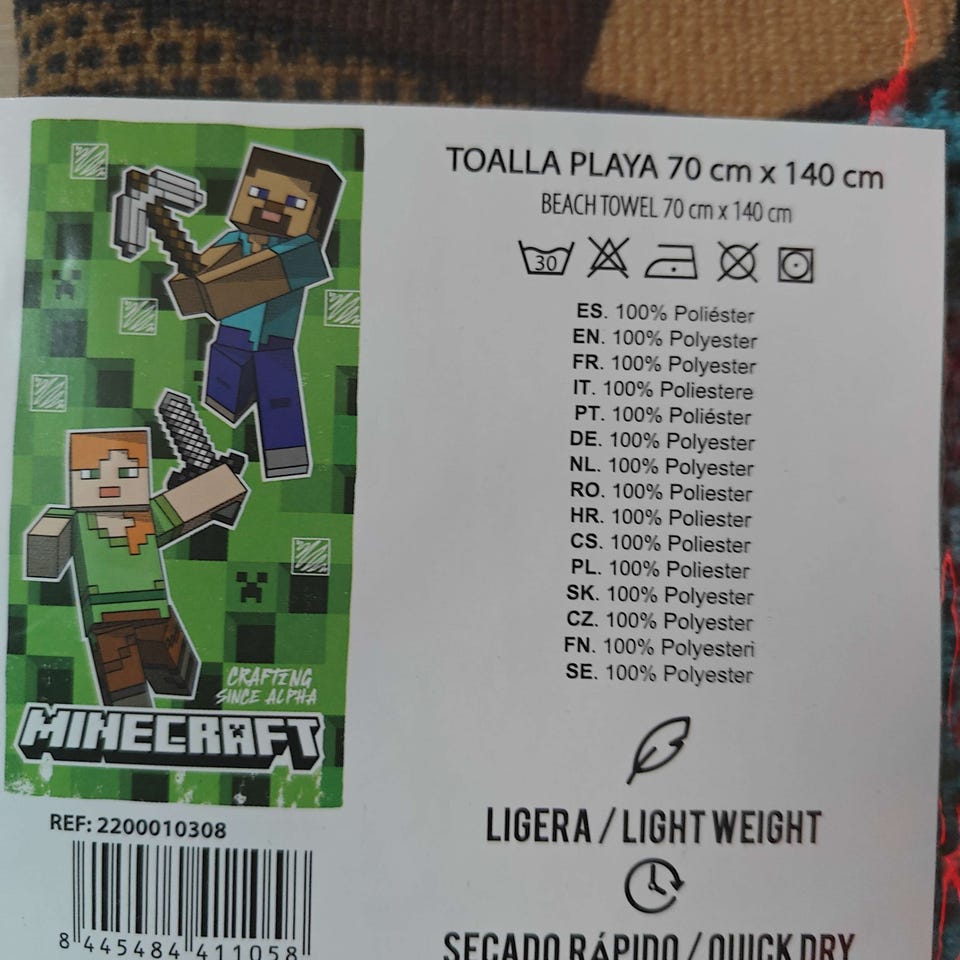 TOALLA PLAYA 70 cm x 140 cm
BEACH TOWEL 70 cm x 140 cm
30
ES. 100% Poliéster
EN. 100% Polyester
FR. 100% Polyester
IT. 100% Poliestere
PT. 100% Poliéster
DE. 100% Polyester
NL. 100% Polyester
RO. 100% Poliester
HR. 100% Poliester
CS. 100% Poliester
PL. 100% Poliester
SK. 100% Polyester
CZ. 100% Polyester
FN. 100% Polyesteri
SE. 100% Polyester
CRAFTING
SINCE ALPHA
MINECRAFT
REF: 2200010308
8 445484 411058
LIGERA / LIGHT WEIGHT
SECADO RÁPIDO / QUICK DRY